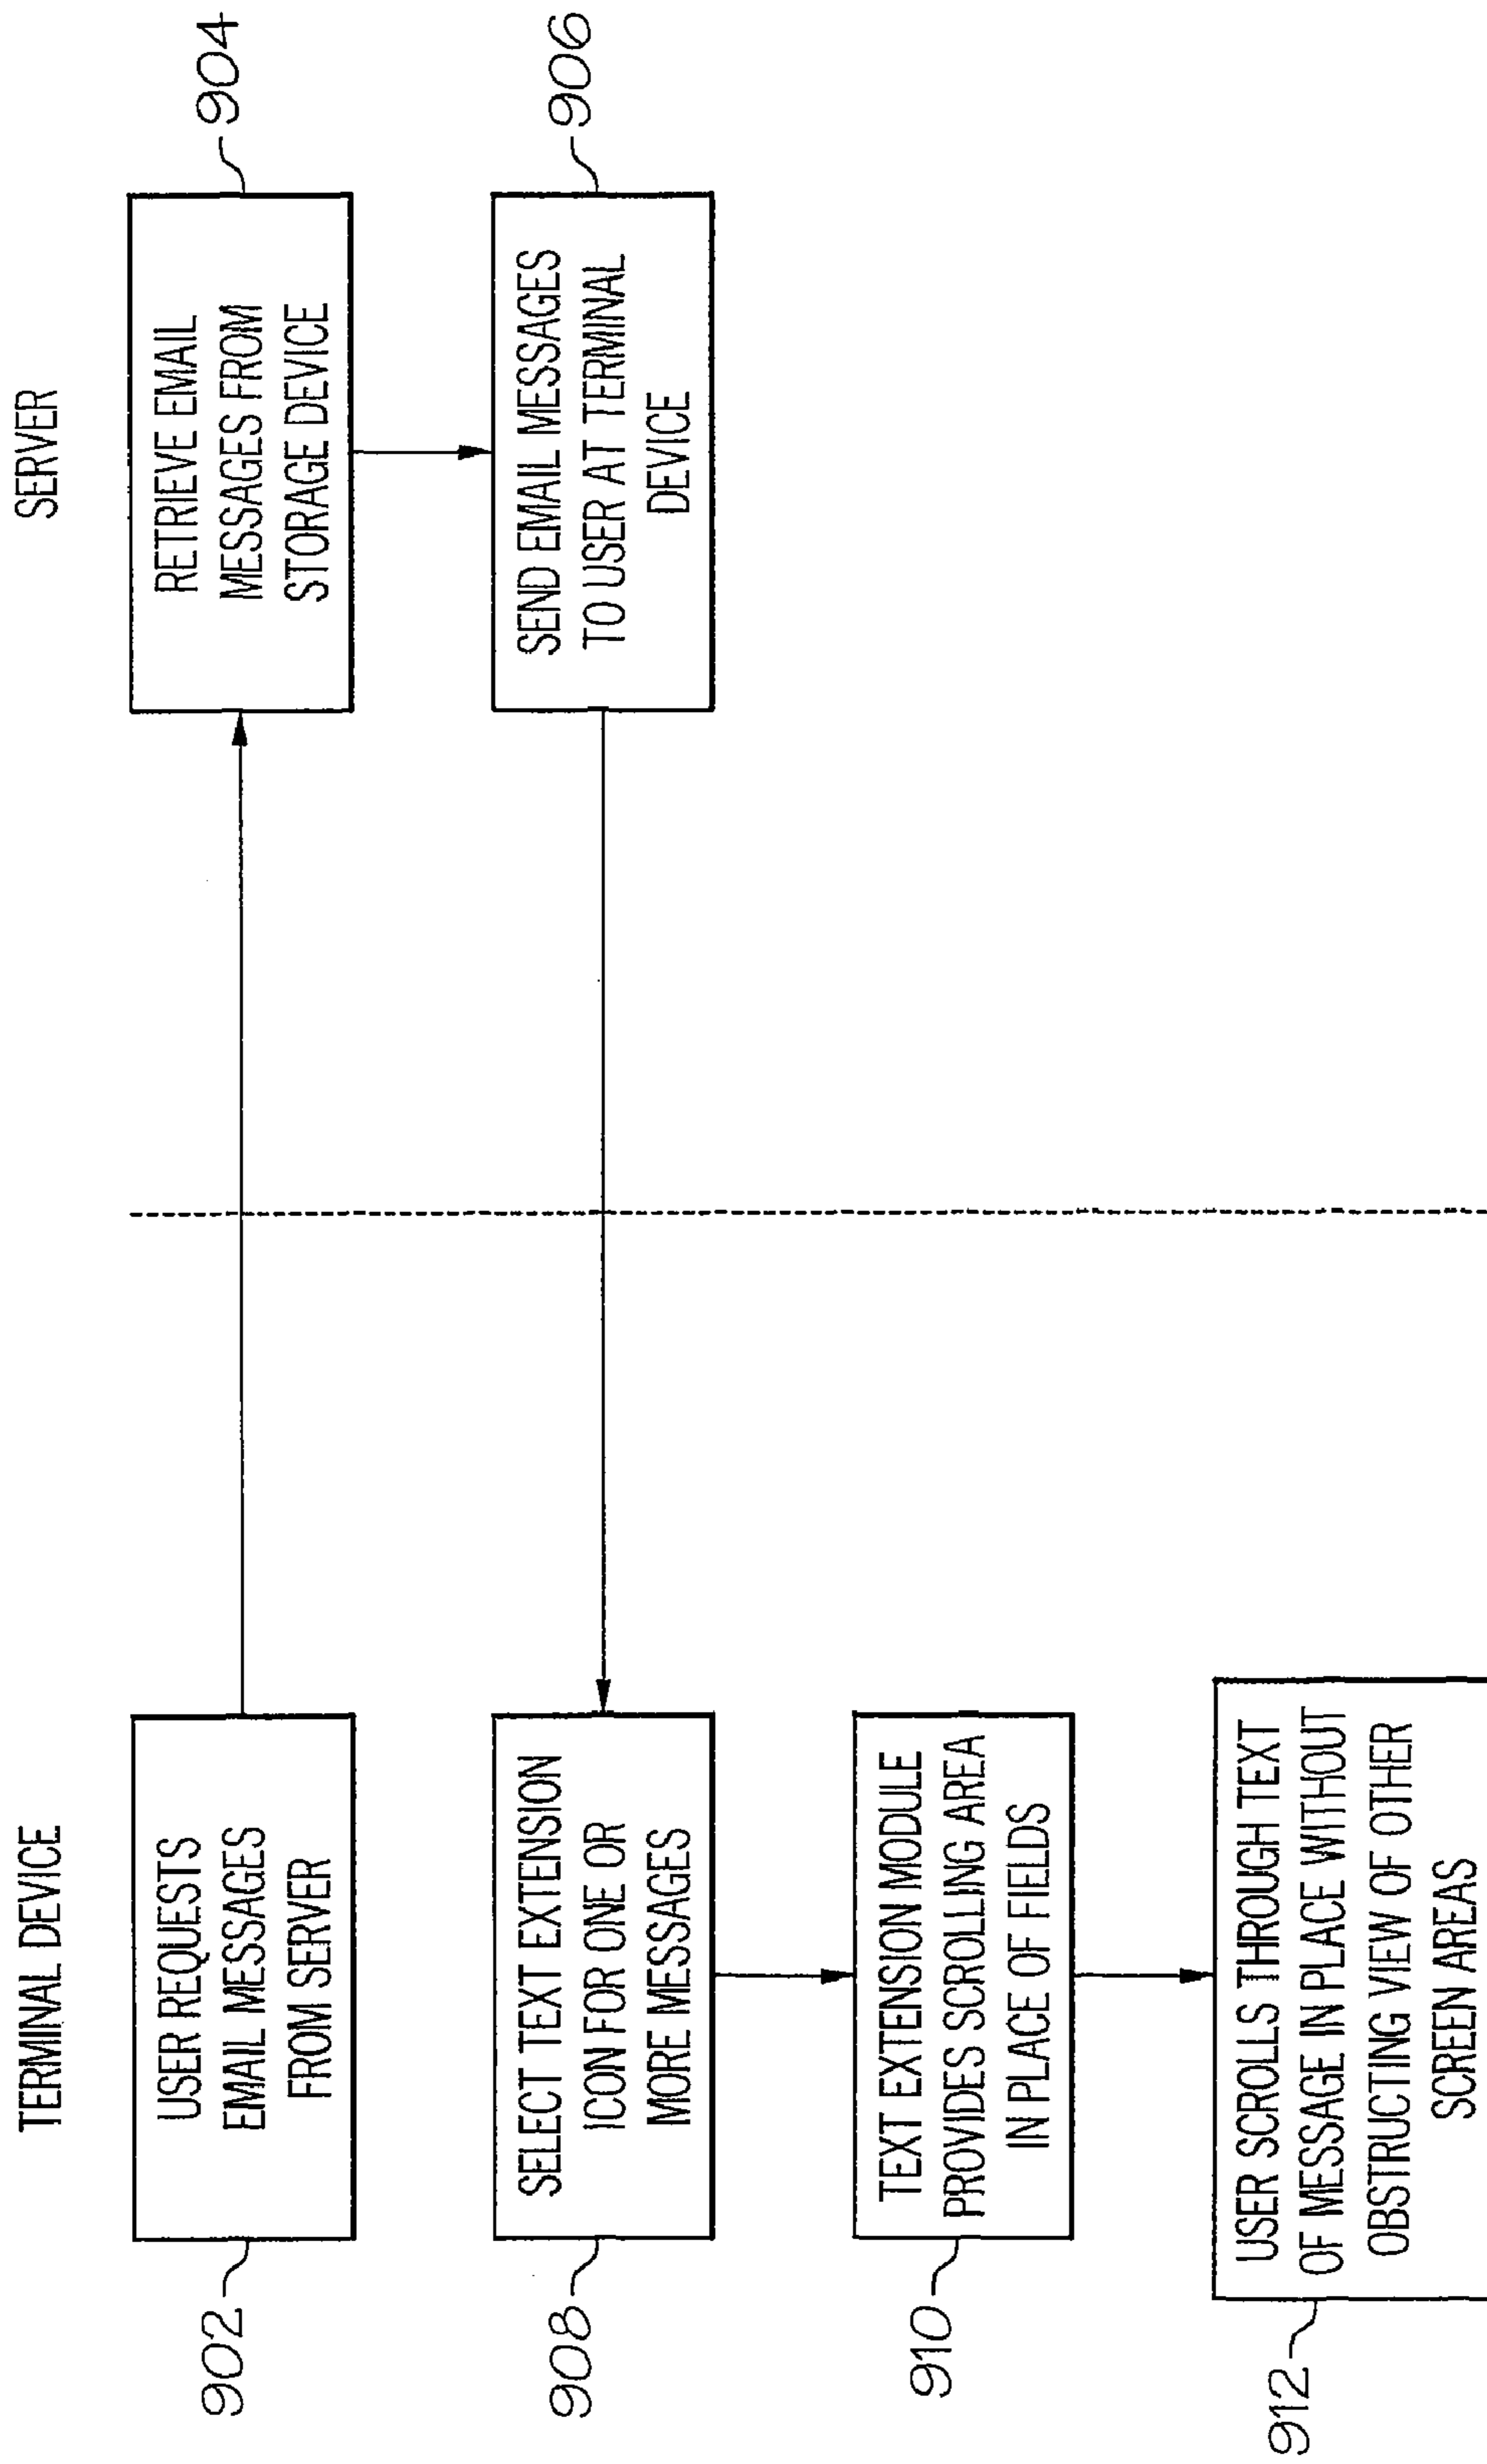 TERMINAL DEVICE
SERVER
902
USER REQUESTS
EMAIL MESSAGES
FROM SERVER
904
RETRIEVE EMAIL
MESSAGES FROM
STORAGE DEVICE
906
SEND EMAIL MESSAGES
TO USER AT TERMINAL
DEVICE
908
SELECT TEXT EXTENSION
ICON FOR ONE OR
MORE MESSAGES
910
TEXT EXTENSION MODULE
PROVIDES SCROLLING AREA
IN PLACE OF FIELDS
912
USER SCROLLS THROUGH TEXT
OF MESSAGE IN PLACE WITHOUT
OBSTRUCTING VIEW OF OTHER
SCREEN AREAS